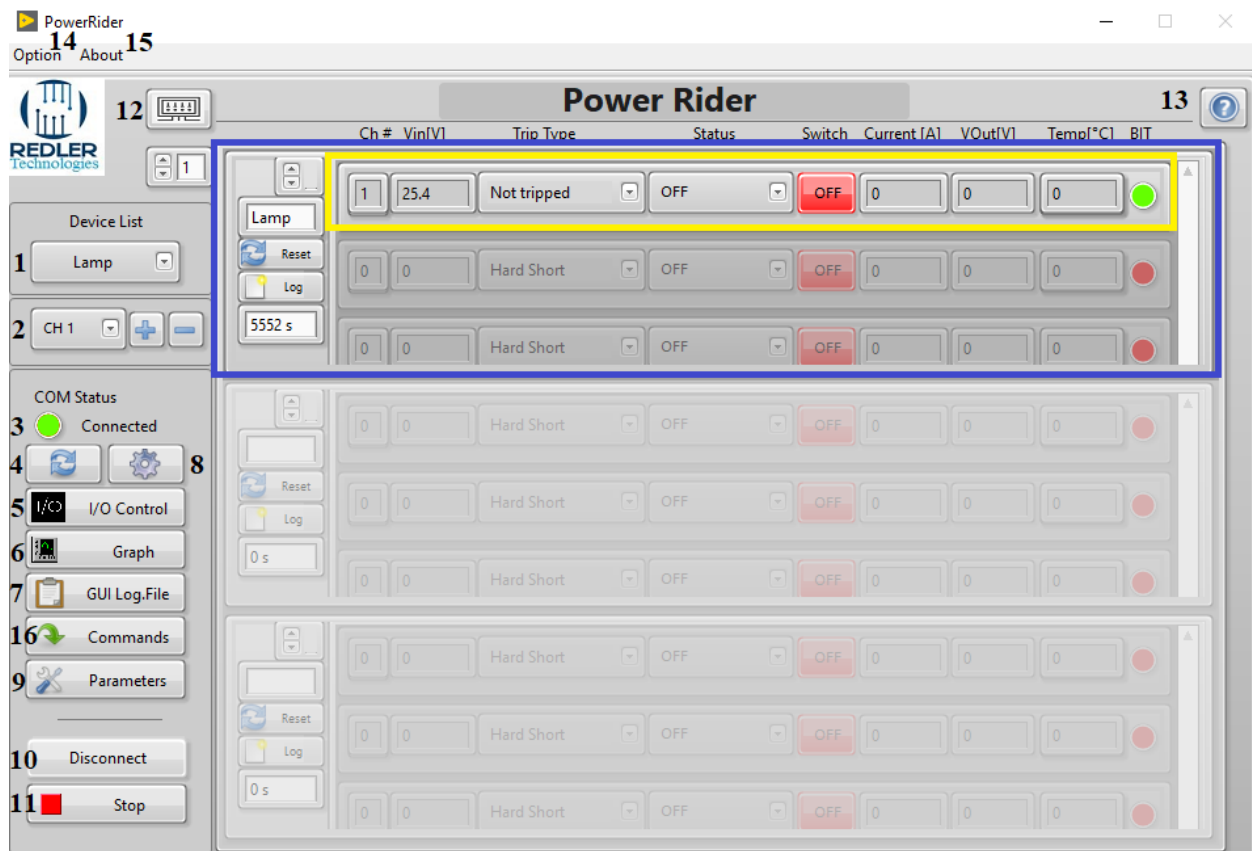 PowerRider
14 15
Option About
12
Power Rider
13
REDLER
Technologies
1
Ch # Vin[V] Trip Type Status Switch Current [A] VOut[V] Temp[°C] BIT
1 25.4 Not tripped OFF OFF 0 0 0
Device List
Lamp
1 Lamp
Reset
0 0 Hard Short OFF OFF 0 0 0
Log
2 CH 1
5552 s
0 0 Hard Short OFF OFF 0 0 0
COM Status
3 Connected
0 0 Hard Short OFF OFF 0 0 0
4 8
Reset
0 0 Hard Short OFF OFF 0 0 0
5 I/O I/O Control
Log
6 Graph
0 s
0 0 Hard Short OFF OFF 0 0 0
7 GUI Log.File
16 Commands
0 0 Hard Short OFF OFF 0 0 0
9 Parameters
Reset
0 0 Hard Short OFF OFF 0 0 0
10 Disconnect
Log
0 s
11 Stop
0 0 Hard Short OFF OFF 0 0 0